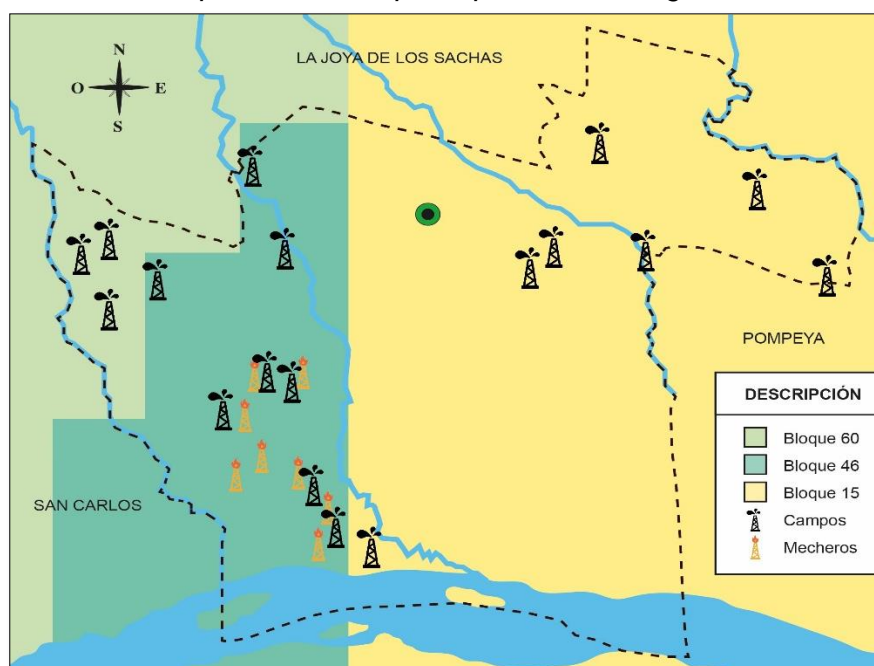 N
O E
S
LA JOYA DE LOS SACHAS
POMPEYA
SAN CARLOS
DESCRIPCIÓN
Bloque 60
Bloque 46
Bloque 15
Campos
Mecheros